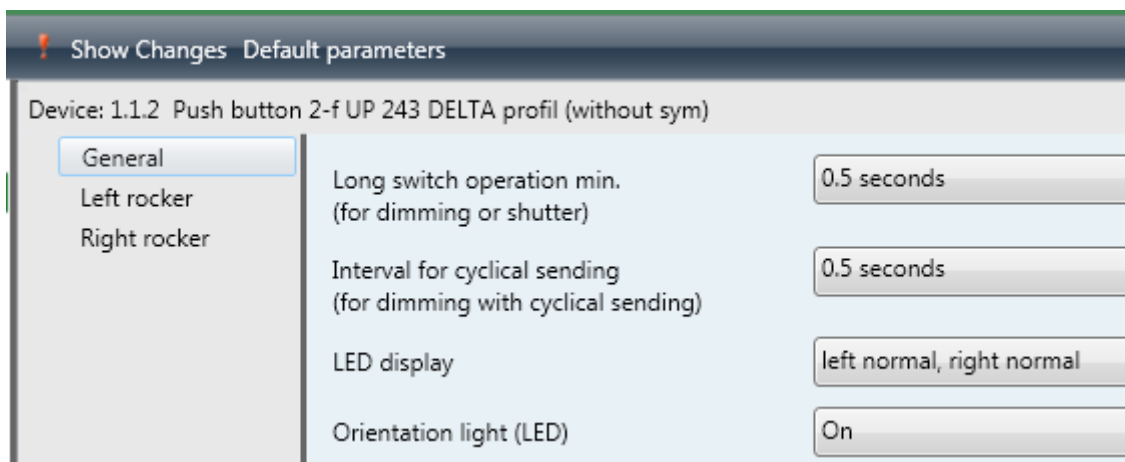 Show Changes Default parameters
Device: 1.1.2 Push button 2-f UP 243 DELTA profil (without sym)
General
Left rocker
Right rocker
Long switch operation min.
(for dimming or shutter)
0.5 seconds
Interval for cyclical sending
(for dimming with cyclical sending)
0.5 seconds
LED display
left normal, right normal
Orientation light (LED)
On